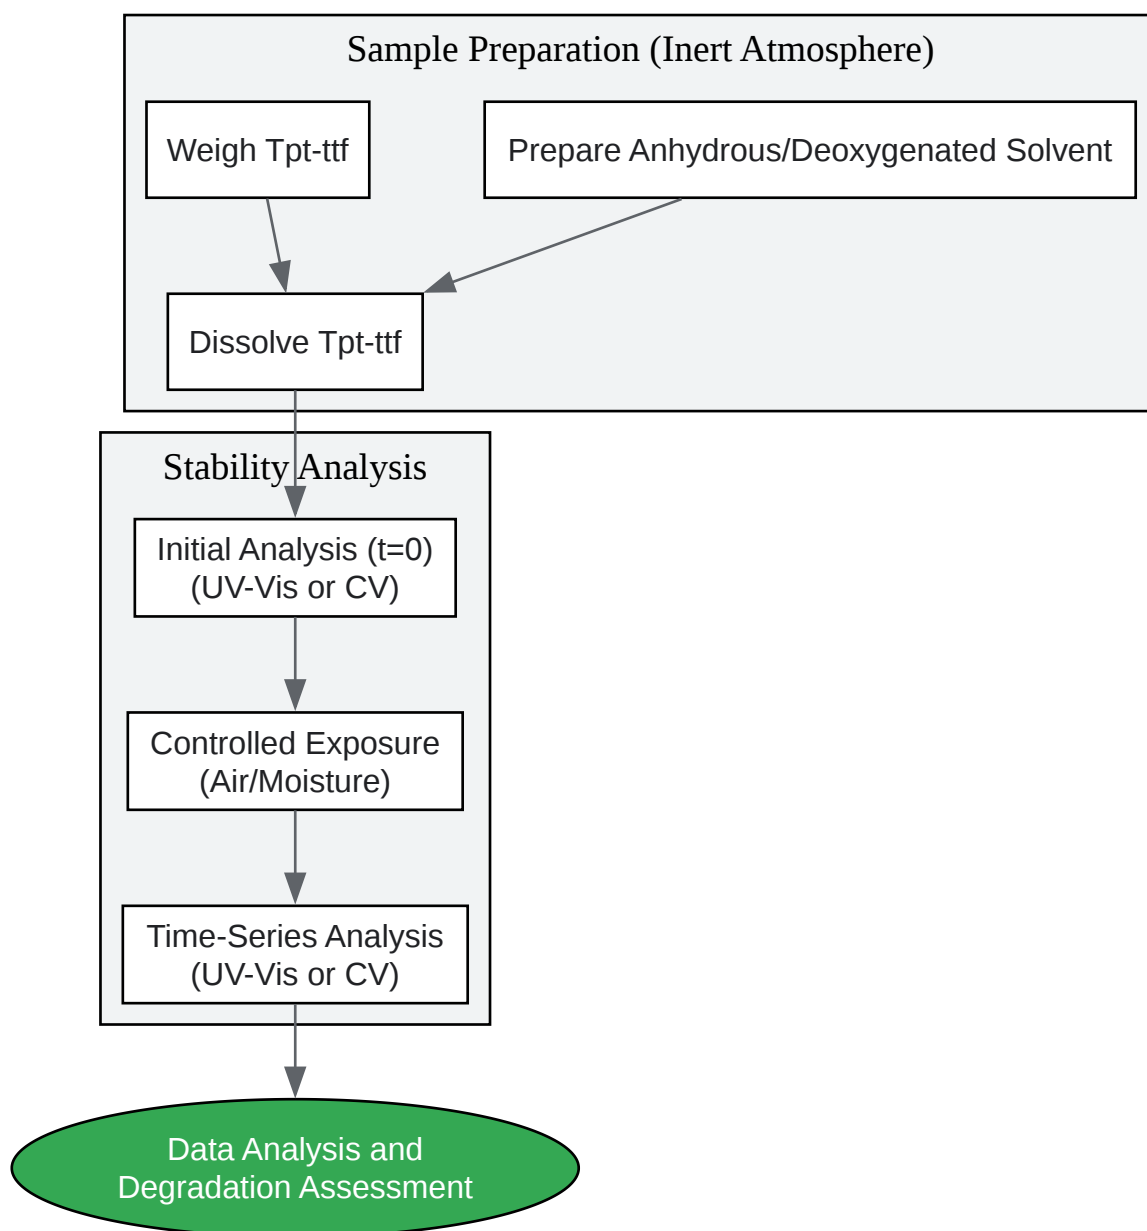 Sample Preparation (Inert Atmosphere)
Weigh Tpt-ttf
Prepare Anhydrous/Deoxygenated Solvent
Dissolve Tpt-ttf
Stability Analysis
Initial Analysis (t=0)
(UV-Vis or CV)
Controlled Exposure
(Air/Moisture)
Time-Series Analysis
(UV-Vis or CV)
Data Analysis and
Degradation Assessment